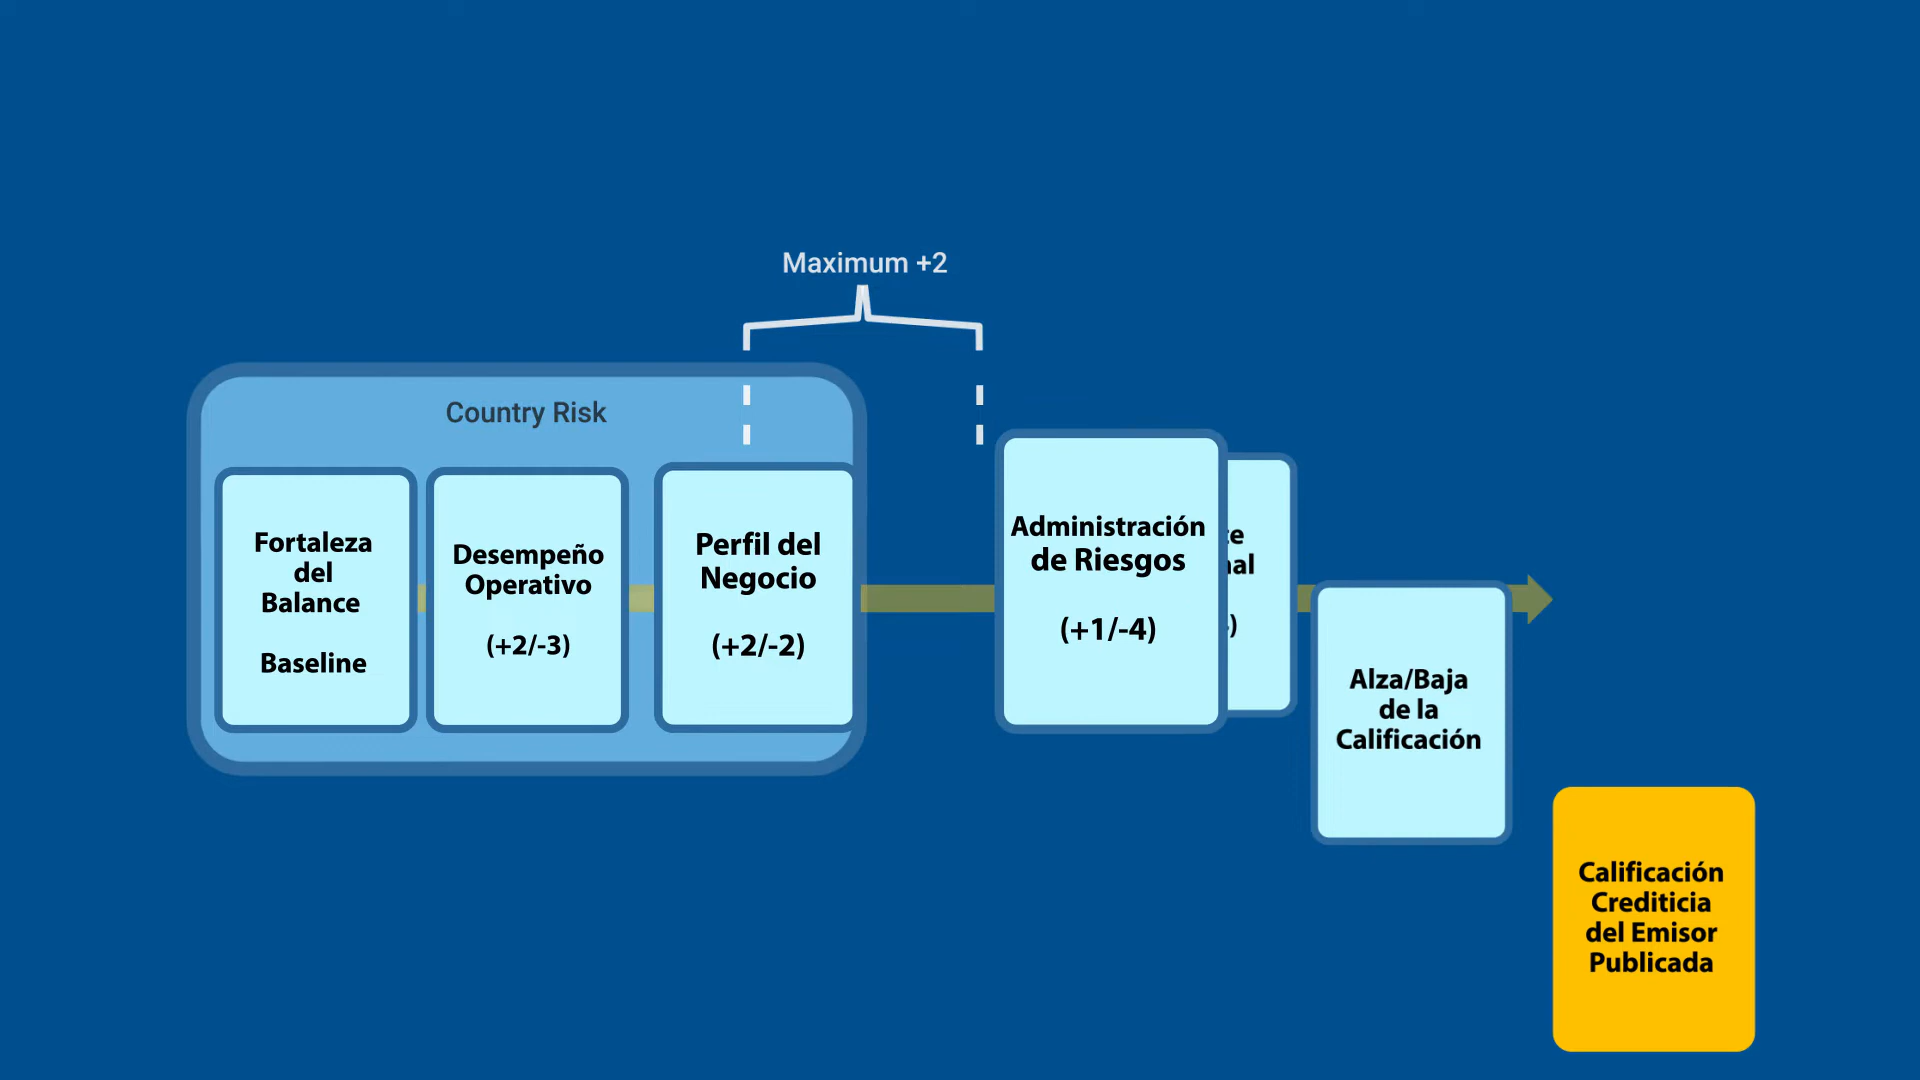 Maximum +2
Country Risk
Fortaleza
del
Balance
Baseline
Desempeño
Operativo
(+2/-3)
Perfil del
Negocio
(+2/-2)
Administración
de Riesgos
(+1/-4)
Alza/Baja
de la
Calificación
Calificación
Crediticia
del Emisor
Publicada